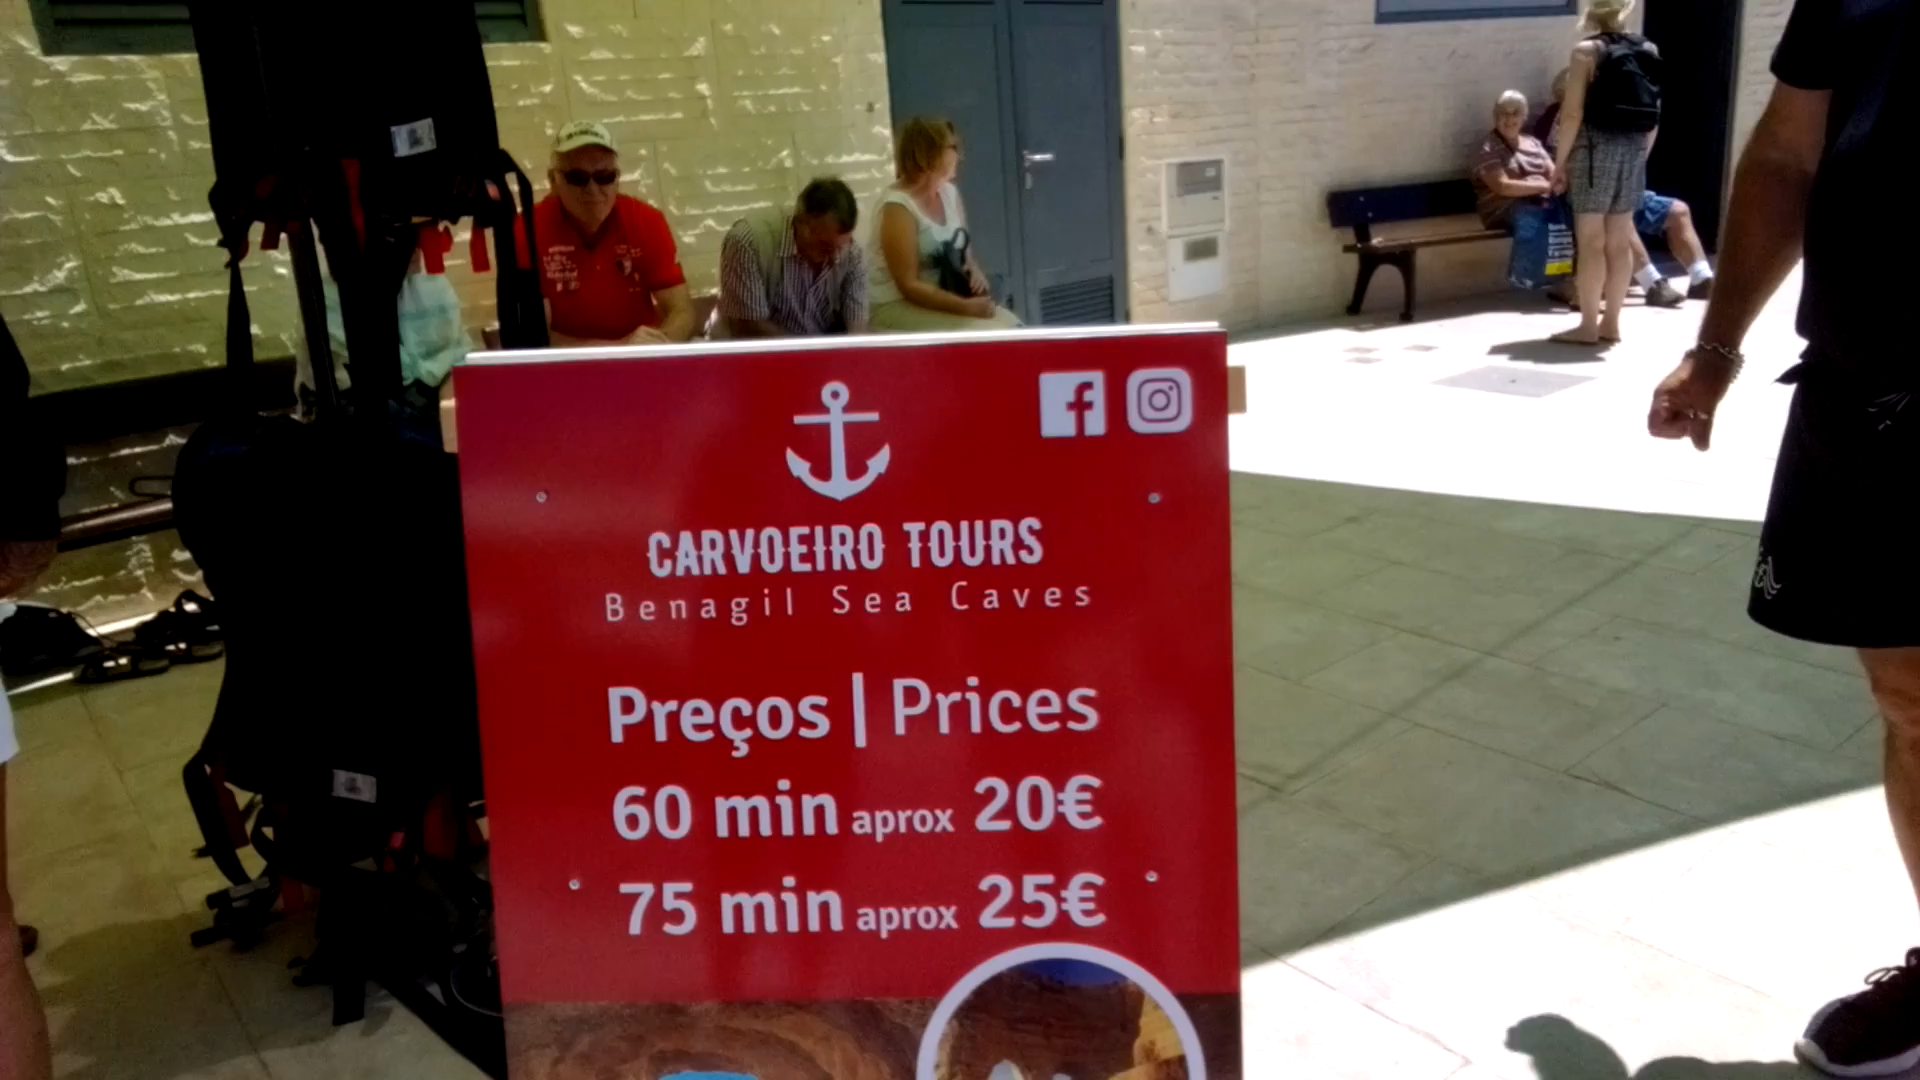 CARVOEIRO TOURS
Benagil Sea Caves
Preços | Prices
60 min aprox 20€
75 min aprox 25€